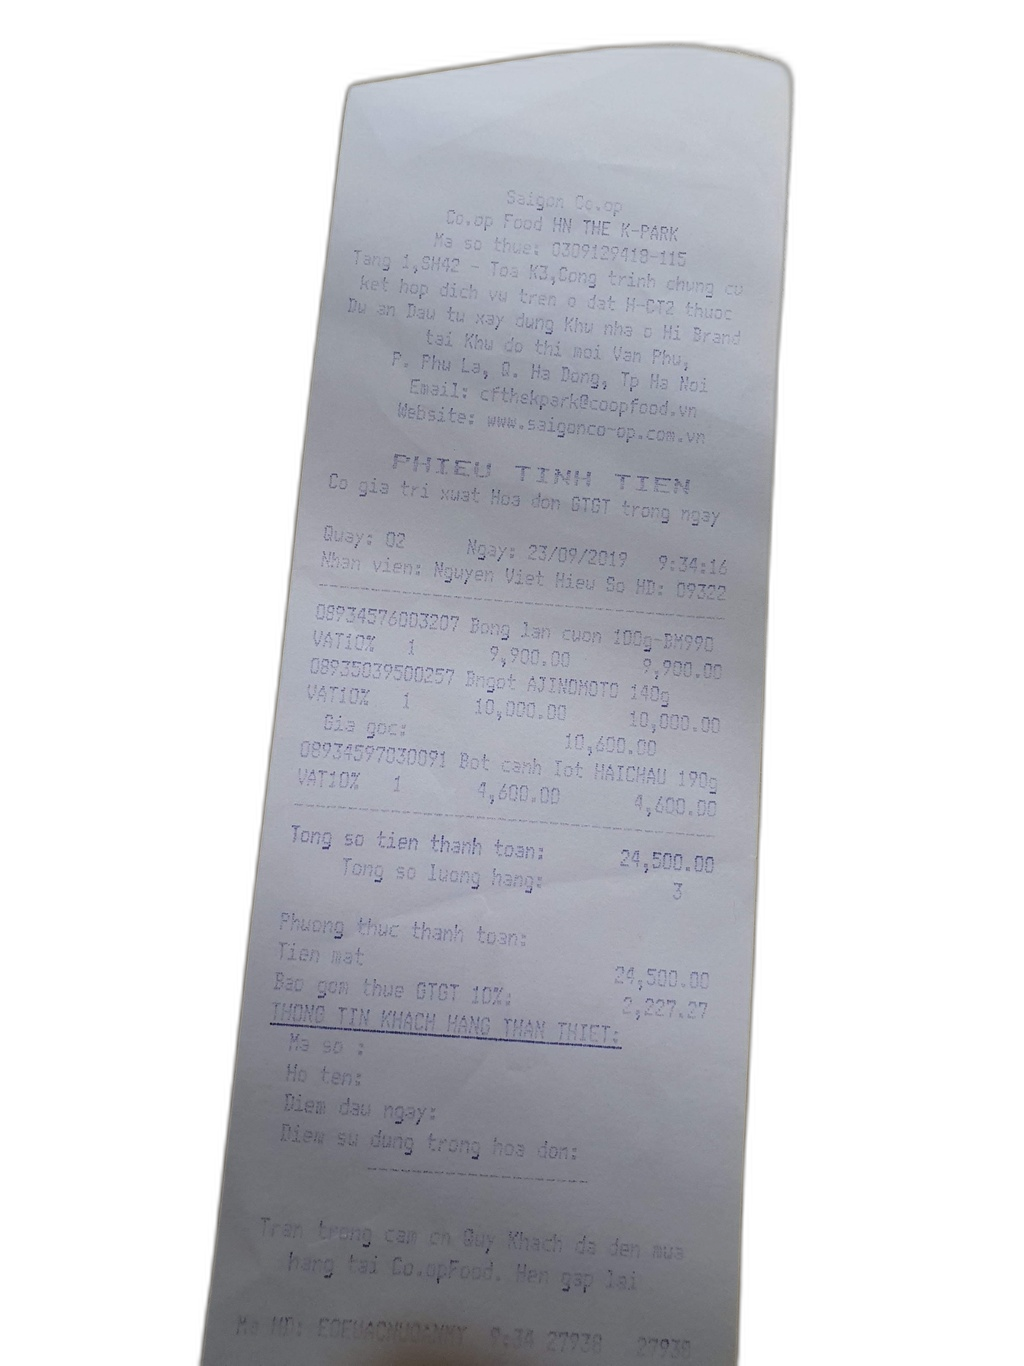 Saigon Co.op
Co.op Food HN THE K-PARK
Ma so thue: 0309129418-115
Tang 1,SH42 - Toa K3,Cong trinh chung cu
ket hop dich vu tren o dat H-CT2 thuoc
Du an Dau tu xay dung Khu nha o Hi Brand
tai Khu do thi moi Van Phu,
P. Phu La, Q. Ha Dong, Tp Ha Noi
Email: cfthekpark@coopfood.vn
Website: www.saigonco-op.com.vn
PHIEU TINH TIEN
Co gia tri xuat Hoa don GTGT trong ngay
Quay: 02 Ngay: 23/09/2019 9:34:16
Nhan vien: Nguyen Viet Hieu So HD: 09322
08934576003207 Bong lan cuon 100g-BM990
VAT10% 1 9,900.00 9,900.00
08935039500257 Bngot AJINOMOTO 140g
VAT10% 1 10,000.00 10,000.00
Gia goc: 10,600.00
08934597030091 Bot canh Iot HAICHAU 190g
VAT10% 1 4,600.00 4,600.00
Tong so tien thanh toan: 24,500.00
Tong so luong hang: 3
Phuong thuc thanh toan:
Tien mat 24,500.00
Bao gom thue GTGT 10%: 2,227.27
THONG TIN KHACH HANG THAN THIET:
Ma so :
Ho ten:
Diem dau ngay:
Diem su dung trong hoa don:
Tran trong cam on Quy Khach da den mua
hang tai Co.opFood. Hen gap lai
Ma HD: 9:34 27938 27938